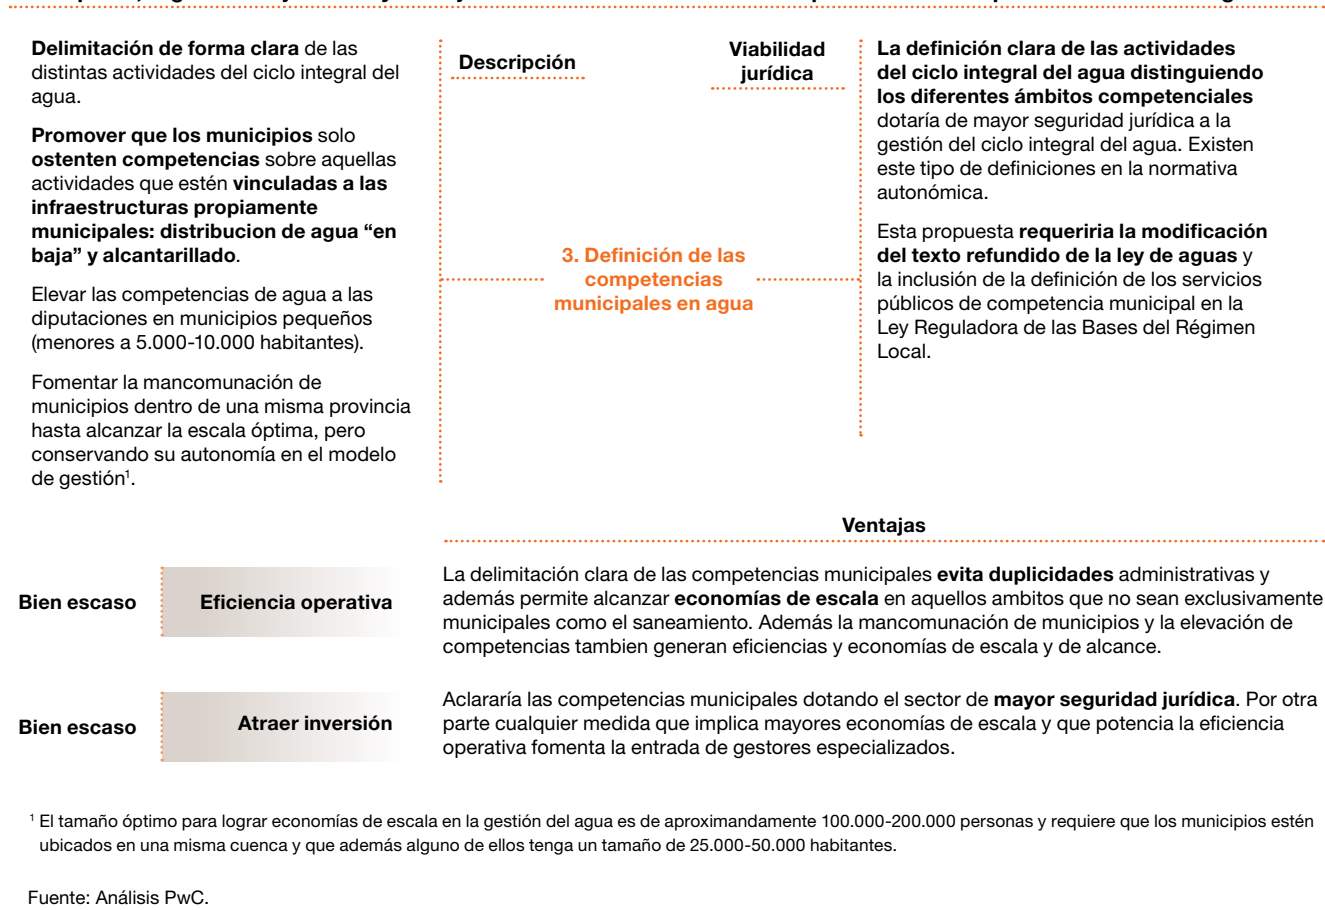 Delimitación de forma clara de las
distintas actividades del ciclo integral del
agua.
Promover que los municipios solo
ostenten competencias sobre aquellas
actividades que estén vinculadas a las
infraestructuras propiamente
municipales: distribucion de agua “en
baja” y alcantarillado.
Elevar las competencias de agua a las
diputaciones en municipios pequeños
(menores a 5.000-10.000 habitantes).
Fomentar la mancomunación de
municipios dentro de una misma provincia
hasta alcanzar la escala óptima, pero
conservando su autonomía en el modelo
de gestión¹.
Descripción
3. Definición de las
competencias
municipales en agua
Viabilidad
jurídica
La definición clara de las actividades
del ciclo integral del agua distinguiendo
los diferentes ámbitos competenciales
dotaría de mayor seguridad jurídica a la
gestión del ciclo integral del agua. Existen
este tipo de definiciones en la normativa
autonómica.
Esta propuesta requeriria la modificación
del texto refundido de la ley de aguas y
la inclusión de la definición de los servicios
públicos de competencia municipal en la
Ley Reguladora de las Bases del Régimen
Local.
Ventajas
Bien escaso
Eficiencia operativa
La delimitación clara de las competencias municipales evita duplicidades administrativas y
además permite alcanzar economías de escala en aquellos ambitos que no sean exclusivamente
municipales como el saneamiento. Además la mancomunación de municipios y la elevación de
competencias tambien generan eficiencias y economías de escala y de alcance.
Bien escaso
Atraer inversión
Aclararía las competencias municipales dotando el sector de mayor seguridad jurídica. Por otra
parte cualquier medida que implica mayores economías de escala y que potencia la eficiencia
operativa fomenta la entrada de gestores especializados.
¹ El tamaño óptimo para lograr economías de escala en la gestión del agua es de aproximandamente 100.000-200.000 personas y requiere que los municipios estén
ubicados en una misma cuenca y que además alguno de ellos tenga un tamaño de 25.000-50.000 habitantes.
Fuente: Análisis PwC.